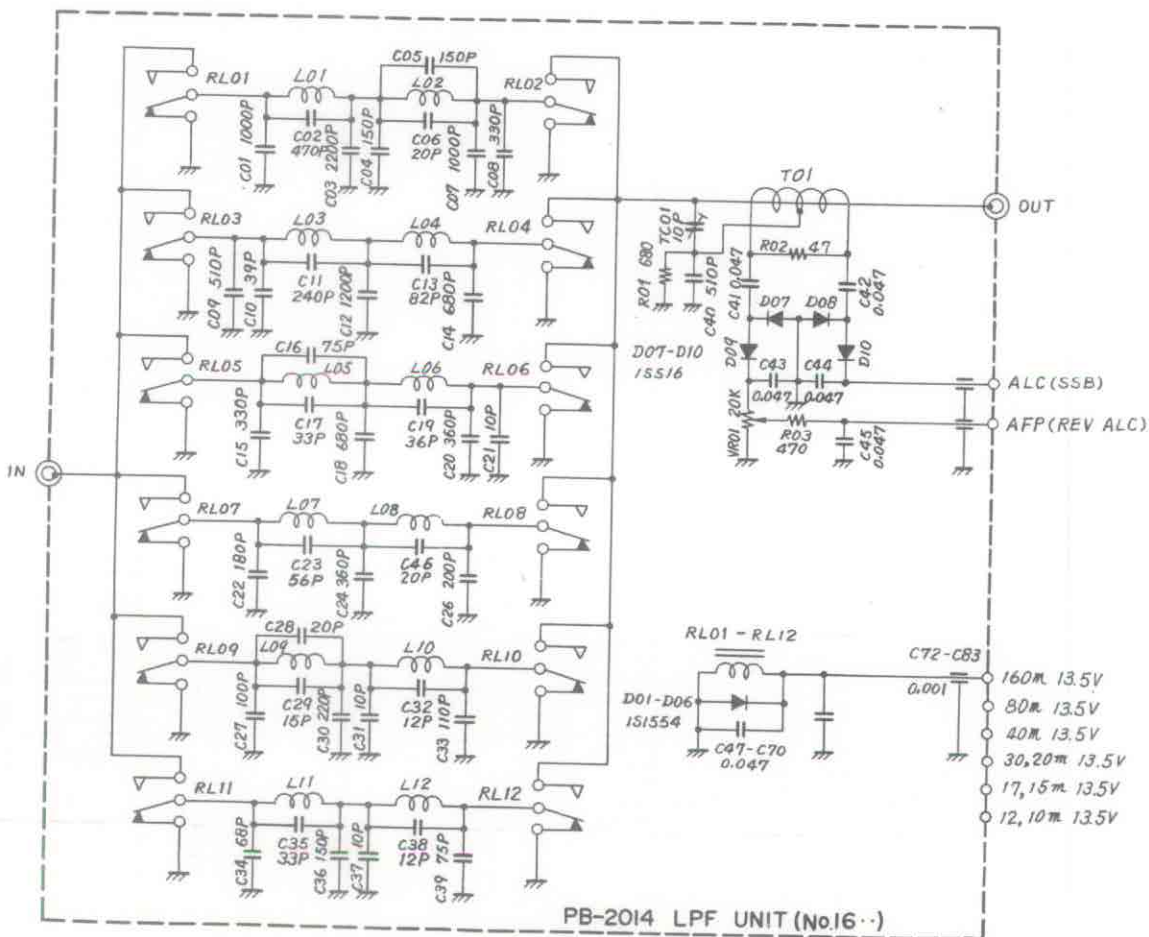 C05 150P
RL01
L01
L02
RL02
C01 1000P
C02
470P
C03 2200P
C04 150P
C06
20P
C07 1000P
C08 330P
RL03
L03
L04
RL04
C09 510P
C10 39P
C11
240P
C12 1200P
C13
82P
C14 680P
C16 75P
RL05
L05
L06
RL06
C15 330P
C17
33P
C18 680P
C19
36P
C20 360P
C21 10P
IN
RL07
L07
L08
RL08
C22 180P
C23
56P
C24 360P
C46
20P
C26 200P
C28 20P
RL09
L09
L10
RL10
C27 100P
C29
15P
C30 220P
C31 10P
C32
12P
C33 110P
RL11
L11
L12
RL12
C34 68P
C35
33P
C36 150P
C37 10P
C38
12P
C39 75P
T01
OUT
TC01
10P
R01 680
C40 510P
R02 47
C41 0.047
C42
0.047
D07 D08
D07-D10
1SS16
D09
D10
C43
0.047
C44
0.047
ALC (SSB)
VR01 20K
R03
470
C45
0.047
AFP (REV ALC)
RL01 - RL12
C72-C83
0.001
D01-D06
1S1554
C47-C70
0.047
160m 13.5V
80m 13.5V
40m 13.5V
30,20m 13.5V
17,15m 13.5V
12,10m 13.5V
PB-2014 LPF UNIT (No.16··)